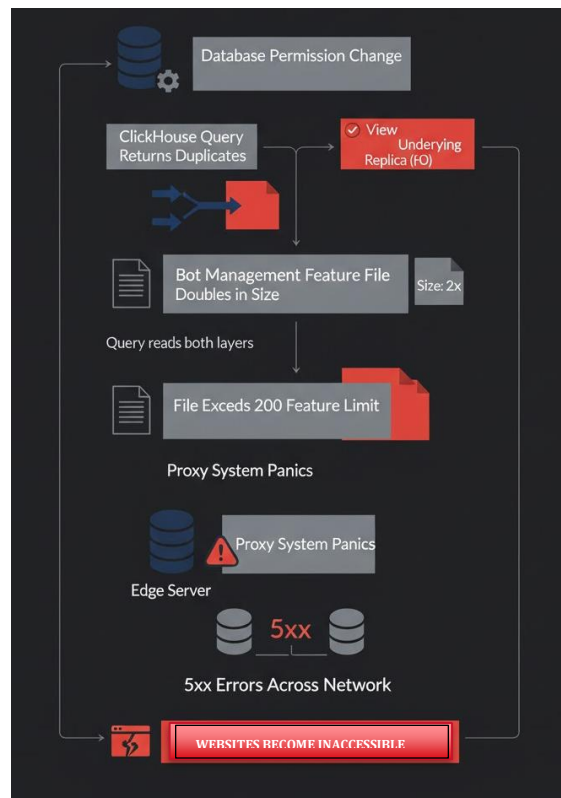 Database Permission Change
ClickHouse Query
Returns Duplicates
View
Underying
Replica (fO)
Bot Management Feature File
Doubles in Size
Size: 2x
Query reads both layers
File Exceds 200 Feature Limit
Proxy System Panics
Proxy System Panics
Edge Server
5xx
5xx Errors Across Network
WEBSITES BECOME INACCESSIBLE